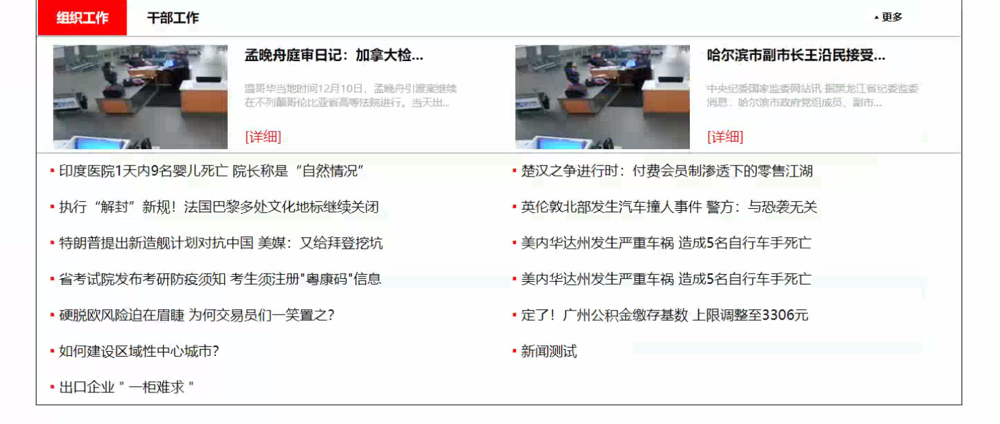 组织工作
干部工作
更多
孟晚舟庭审日记：加拿大检...
温哥华当地时间12月10日，孟晚舟引渡案继续
在不列颠哥伦比亚省高等法院进行。当天出...
[详细]
哈尔滨市副市长王沿民接受...
中央纪委国家监委网站讯 据黑龙江省纪委监委
消息：哈尔滨市政府党组成员、副市...
[详细]
印度医院1天内9名婴儿死亡 院长称是“自然情况”
执行“解封”新规！法国巴黎多处文化地标继续关闭
特朗普提出新造舰计划对抗中国 美媒：又给拜登挖坑
省考试院发布考研防疫须知 考生须注册"粤康码"信息
硬脱欧风险迫在眉睫 为何交易员们一笑置之？
如何建设区域性中心城市？
出口企业 " 一柜难求 "
楚汉之争进行时：付费会员制渗透下的零售江湖
英伦敦北部发生汽车撞人事件 警方：与恐袭无关
美内华达州发生严重车祸 造成5名自行车手死亡
美内华达州发生严重车祸 造成5名自行车手死亡
定了！广州公积金缴存基数 上限调整至3306元
新闻测试